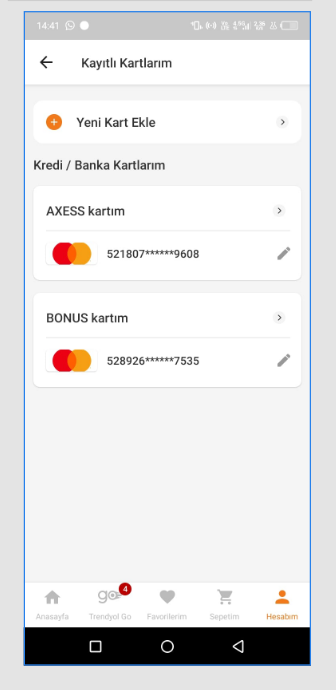 14:41
Kayıtlı Kartlarım
Yeni Kart Ekle
Kredi / Banka Kartlarım
AXESS kartım
521807******9608
BONUS kartım
528926******7535
4
go
Anasayfa Trendyol Go Favorilerim Sepetim Hesabım